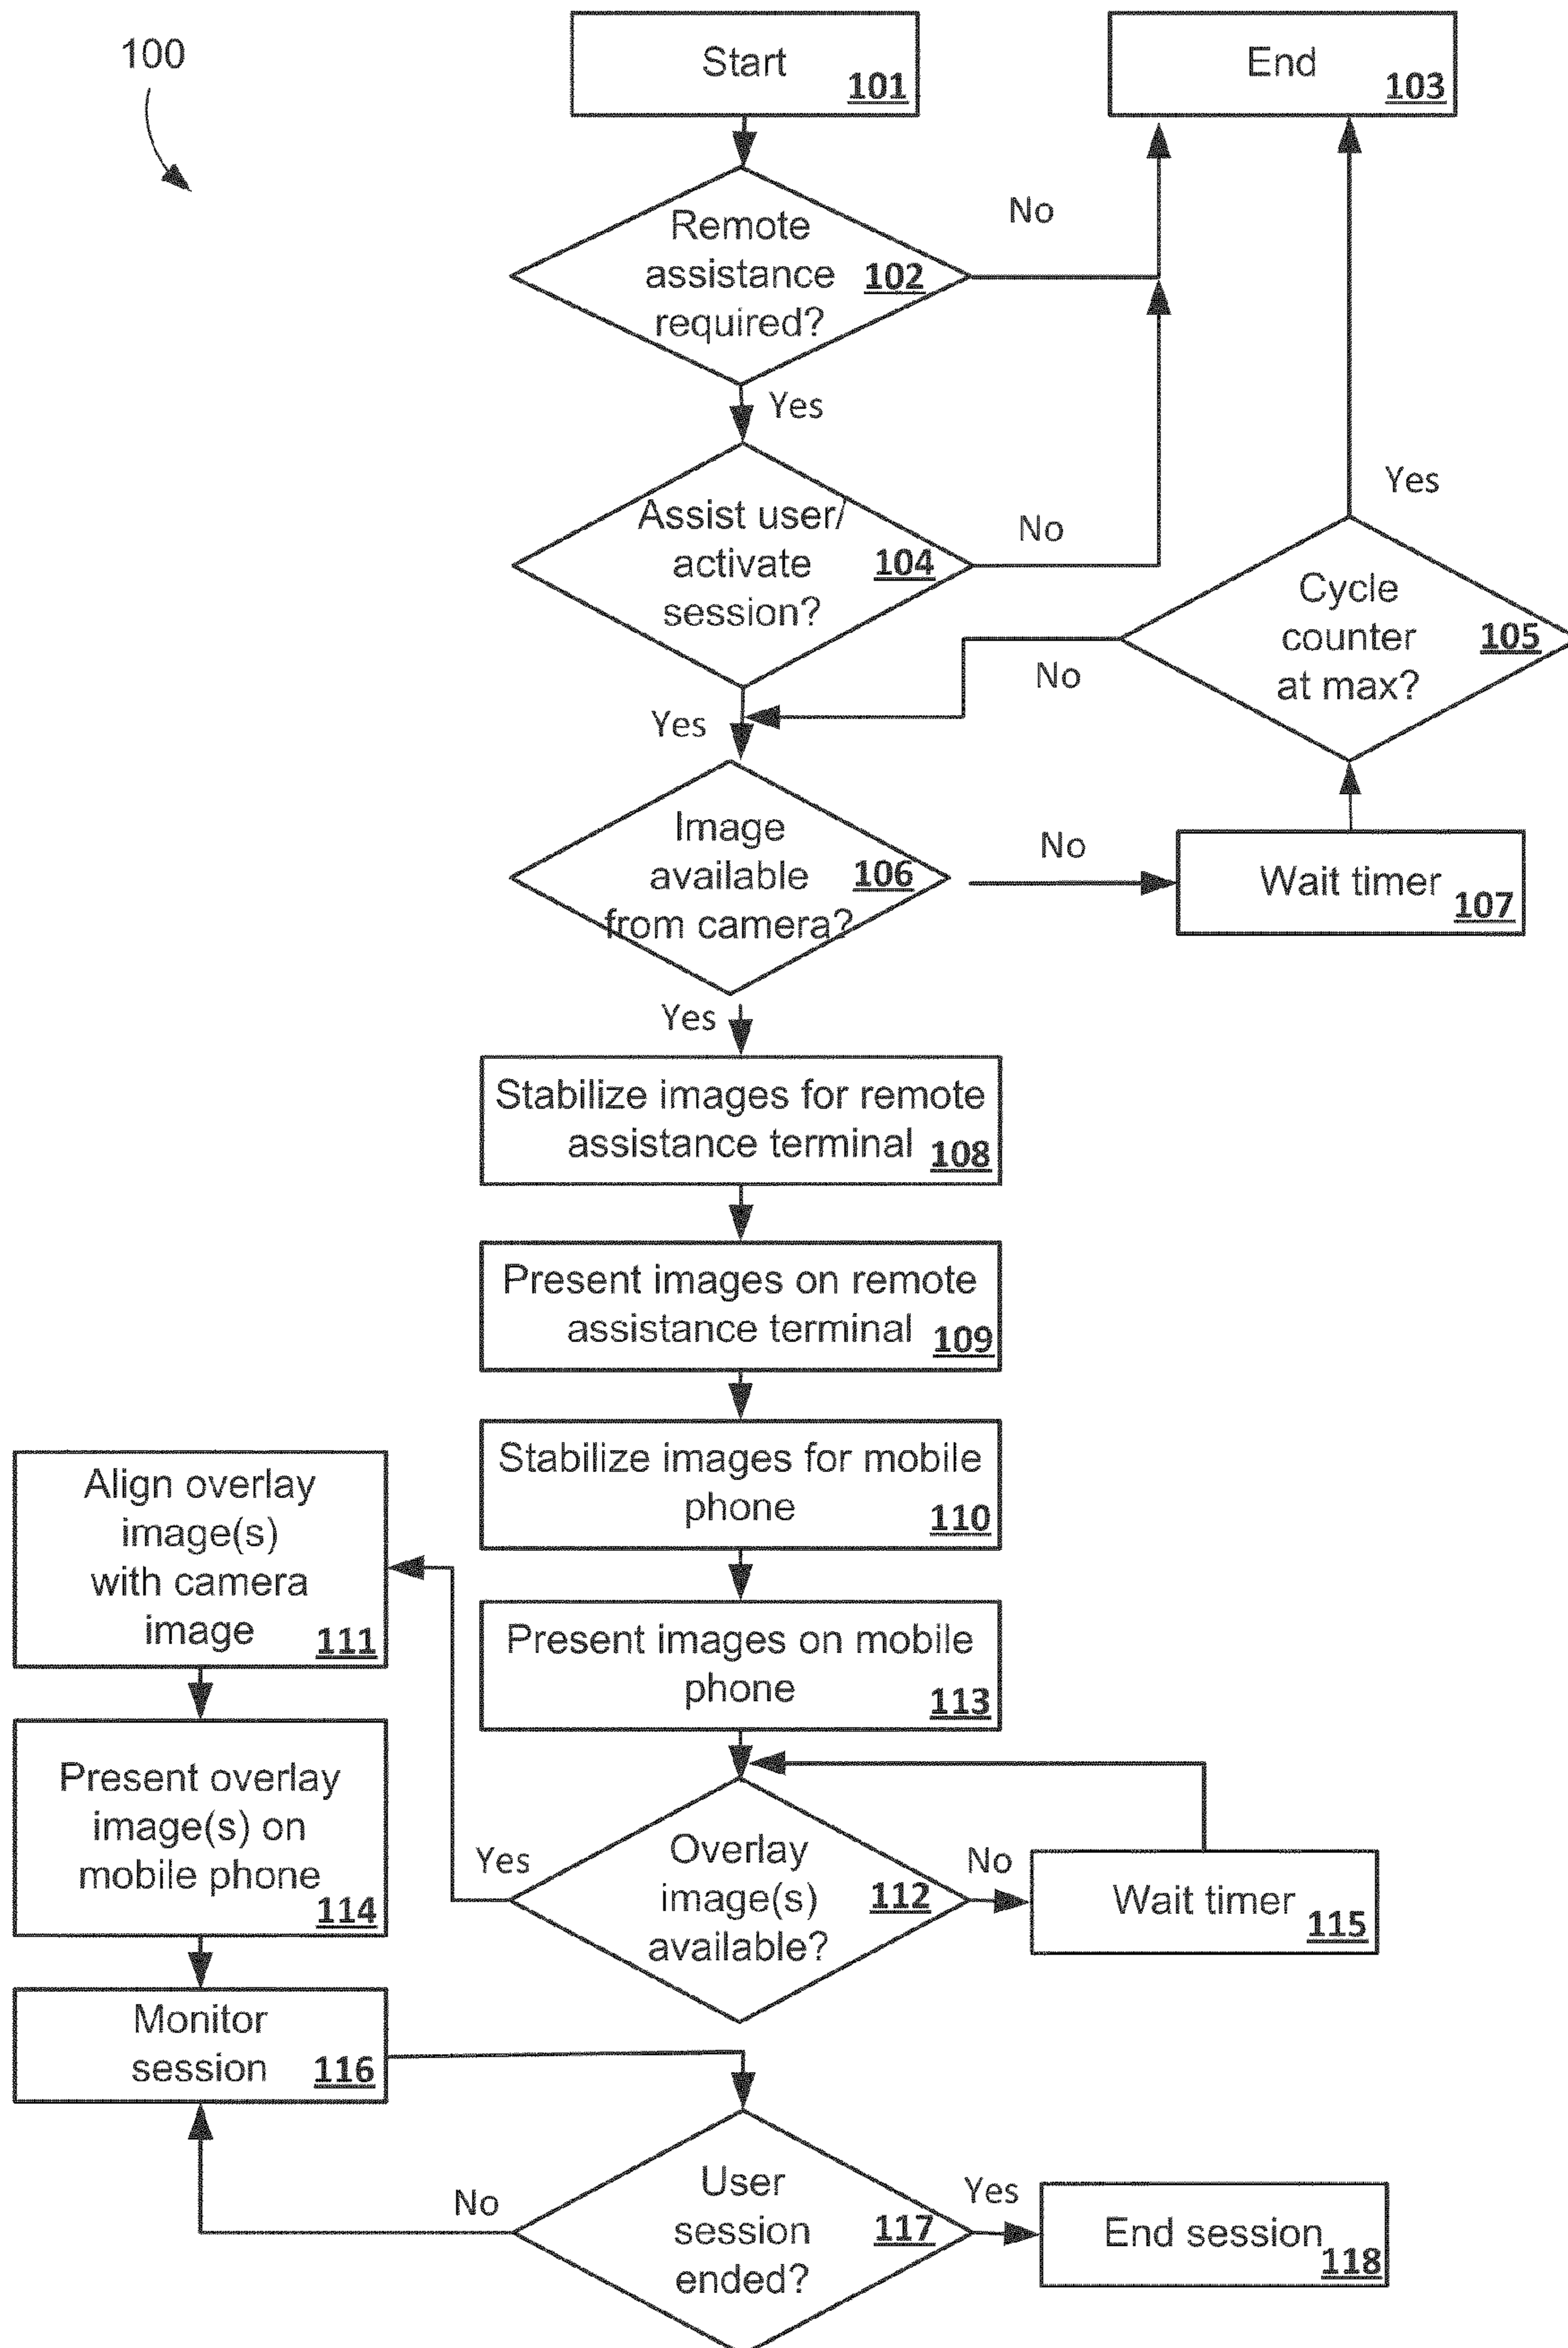 100
Start
101
End
103
Remote
assistance
required?
102
No
Yes
Assist user/
activate
session?
104
No
Yes
Cycle
counter
at max?
105
Yes
No
Image
available
from camera?
106
No
Wait timer
107
Yes
Stabilize images for remote
assistance terminal
108
Present images on remote
assistance terminal
109
Stabilize images for mobile
phone
110
Align overlay
image(s)
with camera
image
111
Present images on mobile
phone
113
Present overlay
image(s) on
mobile phone
114
Yes
Overlay
image(s)
available?
112
No
Wait timer
115
Monitor
session
116
No
User
session
ended?
117
Yes
End session
118